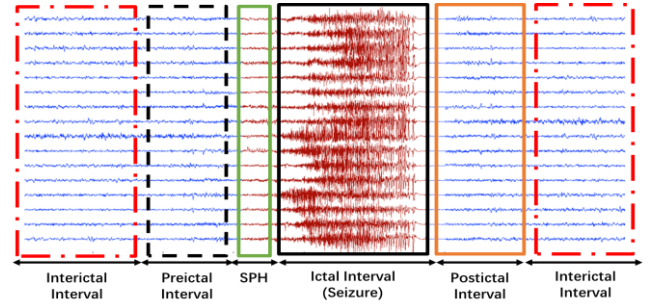 Interictal
Interval
Preictal
Interval
SPH
Ictal Interval
(Seizure)
Postictal
Interval
Interictal
Interval